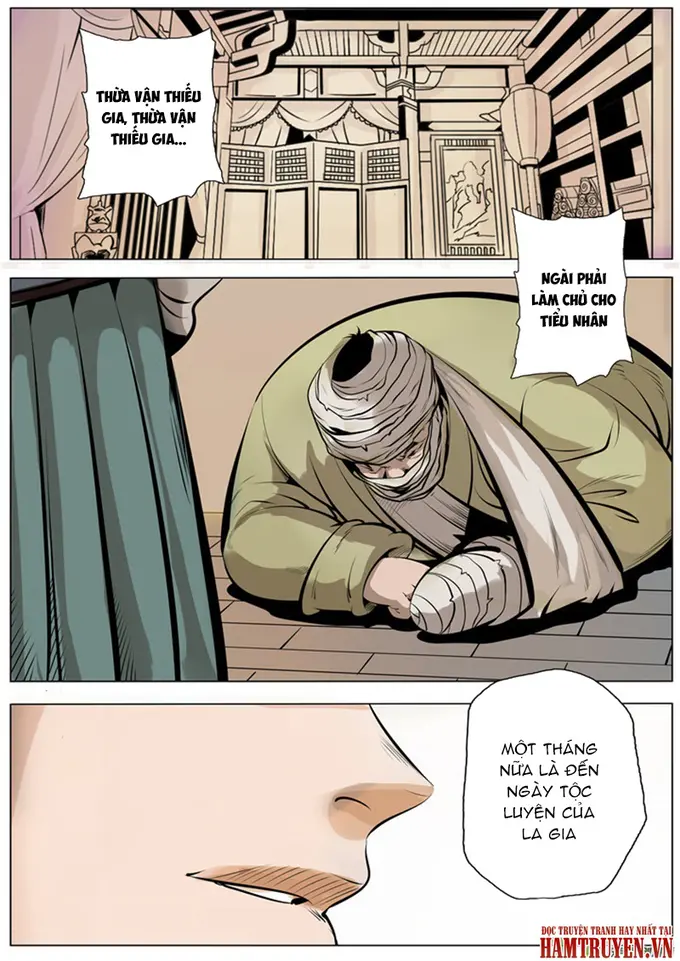 THỪA VẬN THIẾU
GIA, THỪA VẬN
THIẾU GIA...
NGÀI PHẢI
LÀM CHỦ CHO
TIỂU NHÂN
MỘT THÁNG
NỮA LÀ ĐẾN
NGÀY TỘC
LUYỆN CỦA
LA GIA
ĐỌC TRUYỆN TRANH HAY NHẤT TẠI
HAMTRUYEN.VN